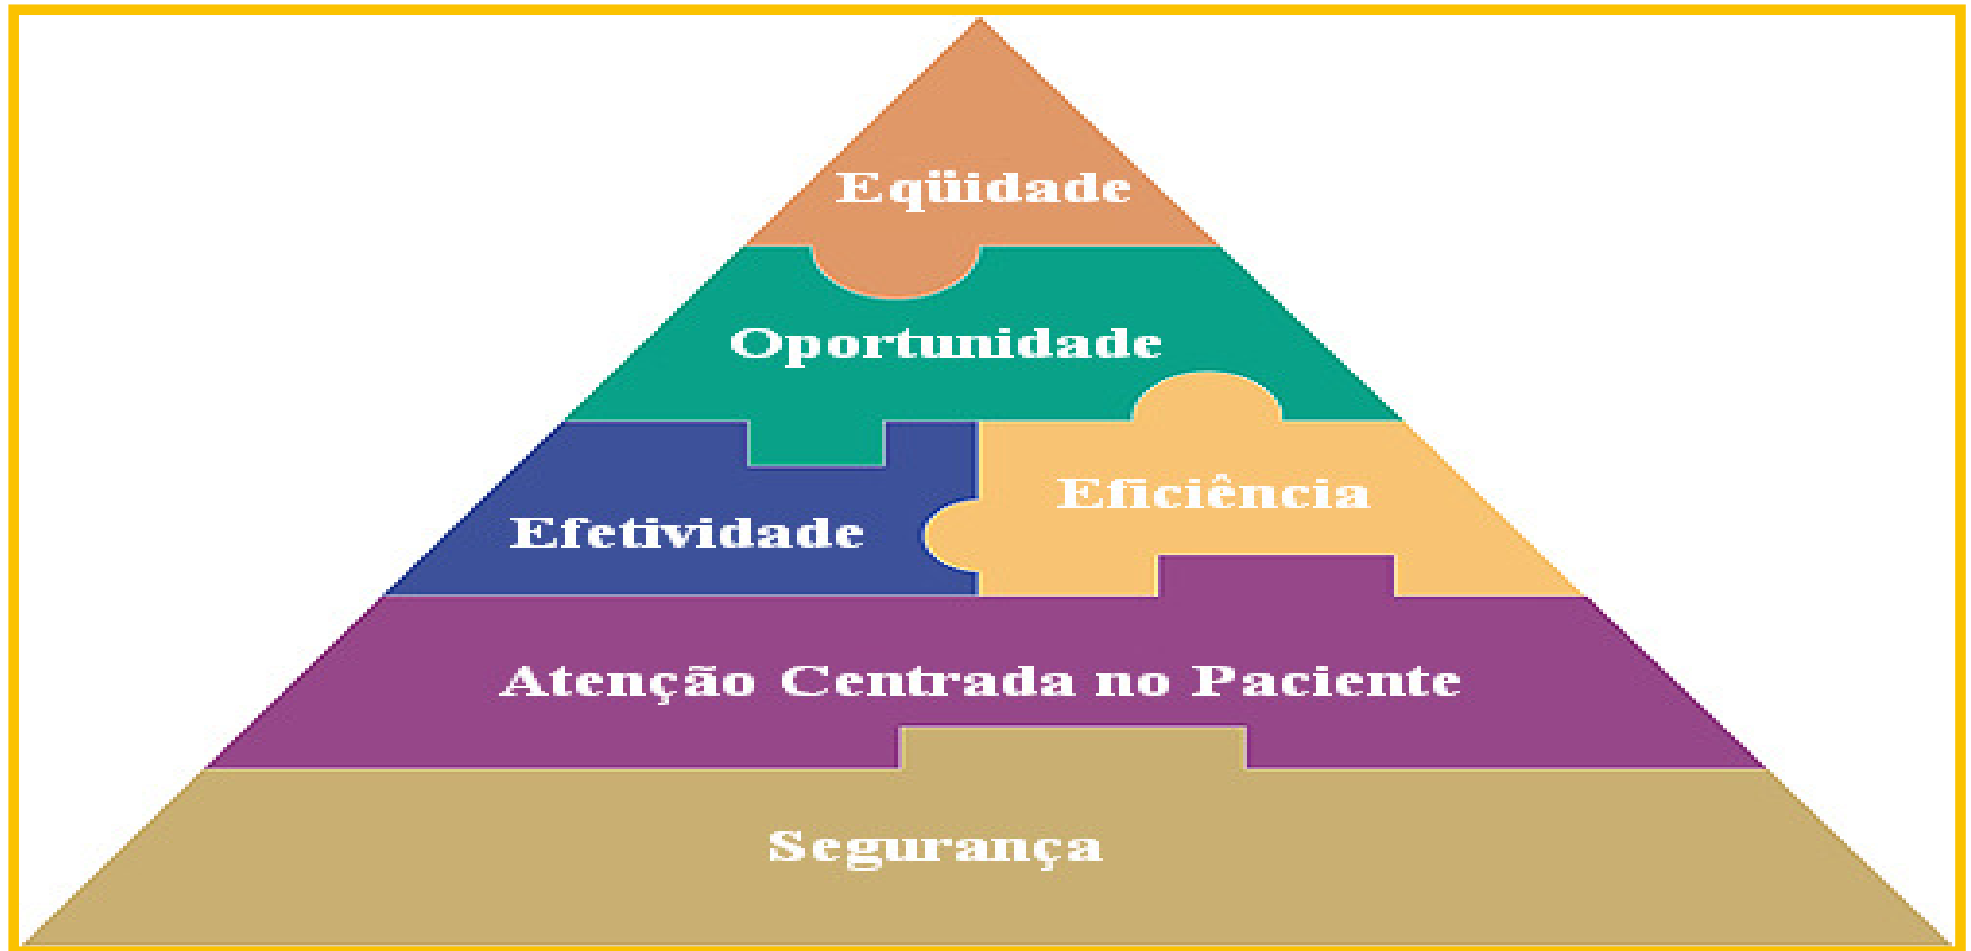 Eqüidade
Oportunidade
Efetividade
Eficiência
Atenção Centrada no Paciente
Segurança